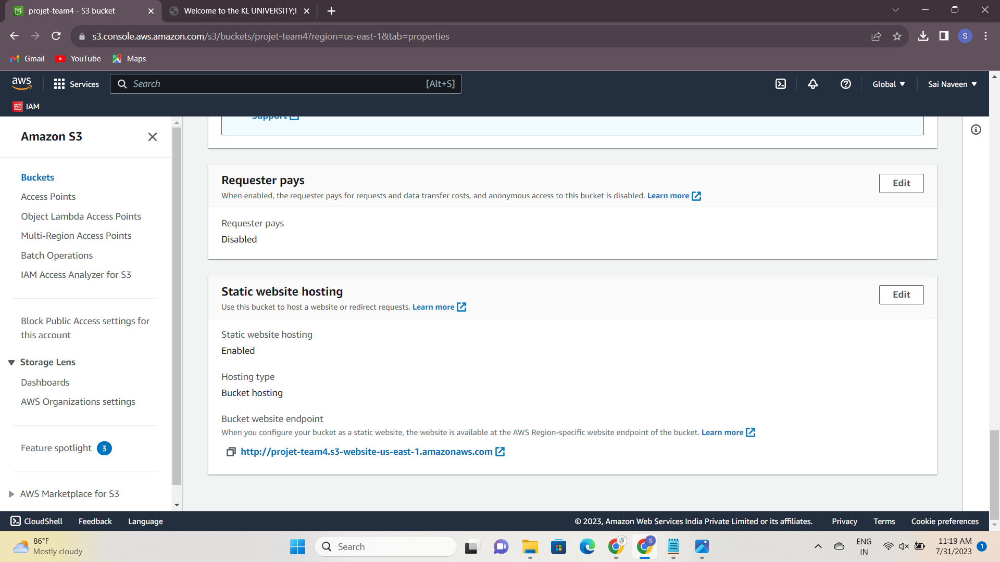 projet-team4 - S3 bucket
Welcome to the KL UNIVERSITY;!
s3.console.aws.amazon.com/s3/buckets/projet-team4?region=us-east-1&tab=properties
S
Gmail
YouTube
Maps
aws
Services
Search
[Alt+S]
Global
Sai Naveen
IAM
Amazon S3
Buckets
Access Points
Object Lambda Access Points
Multi-Region Access Points
Batch Operations
IAM Access Analyzer for S3
Block Public Access settings for
this account
Storage Lens
Dashboards
AWS Organizations settings
Feature spotlight 3
AWS Marketplace for S3
Support
Requester pays
Edit
When enabled, the requester pays for requests and data transfer costs, and anonymous access to this bucket is disabled. Learn more
Requester pays
Disabled
Static website hosting
Edit
Use this bucket to host a website or redirect requests. Learn more
Static website hosting
Enabled
Hosting type
Bucket hosting
Bucket website endpoint
When you configure your bucket as a static website, the website is available at the AWS Region-specific website endpoint of the bucket. Learn more
http://projet-team4.s3-website-us-east-1.amazonaws.com
CloudShell
Feedback
Language
© 2023, Amazon Web Services India Private Limited or its affiliates.
Privacy
Terms
Cookie preferences
86°F
Mostly cloudy
Search
S
ENG
IN
11:19 AM
7/31/2023
1